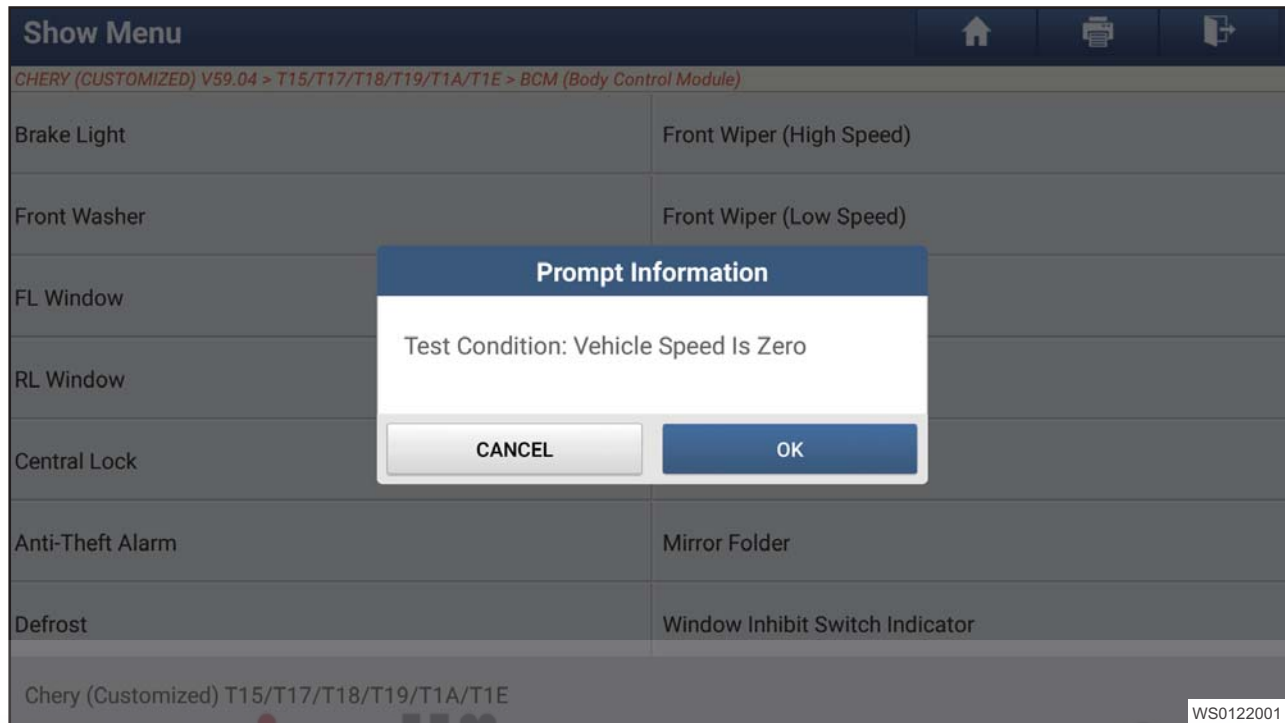 Show Menu
CHERY (CUSTOMIZED) V59.04 > T15/T17/T18/T19/T1A/T1E > BCM (Body Control Module)
Brake Light
Front Wiper (High Speed)
Front Washer
Front Wiper (Low Speed)
FL Window
RL Window
Central Lock
Prompt Information
Test Condition: Vehicle Speed Is Zero
CANCEL
OK
Anti-Theft Alarm
Mirror Folder
Defrost
Window Inhibit Switch Indicator
Chery (Customized) T15/T17/T18/T19/T1A/T1E
WS0122001